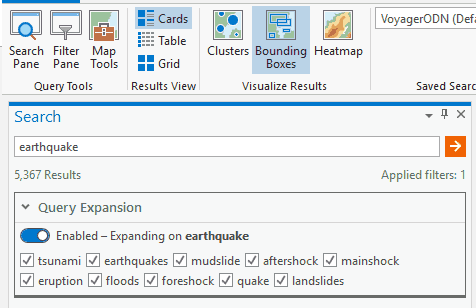 Search Pane
Filter Pane
Map Tools
Query Tools
Cards
Table
Grid
Results View
Clusters
Bounding Boxes
Heatmap
Visualize Results
VoyagerODN (Defa
Saved Searc
Search
earthquake
5,367 Results
Applied filters: 1
Query Expansion
Enabled – Expanding on earthquake
tsunami earthquakes mudslide aftershock mainshock
eruption floods foreshock quake landslides